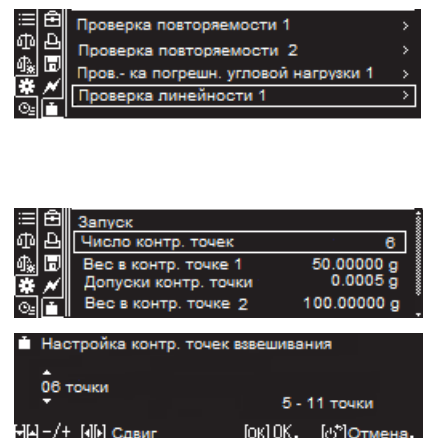 Проверка повторяемости 1 >
Проверка повторяемости 2 >
Пров.- ка погрешн. угловой нагрузки 1 >
Проверка линейности 1 >
Запуск
Число контр. точек 6
Вес в контр. точке 1 50.00000 g
Допуски контр. точки 0.0005 g
Вес в контр. точке 2 100.00000 g
Настройка контр. точек взвешивания
06 точки
5 - 11 точки
-/+ Сдвиг [OK]OK. Отмена.